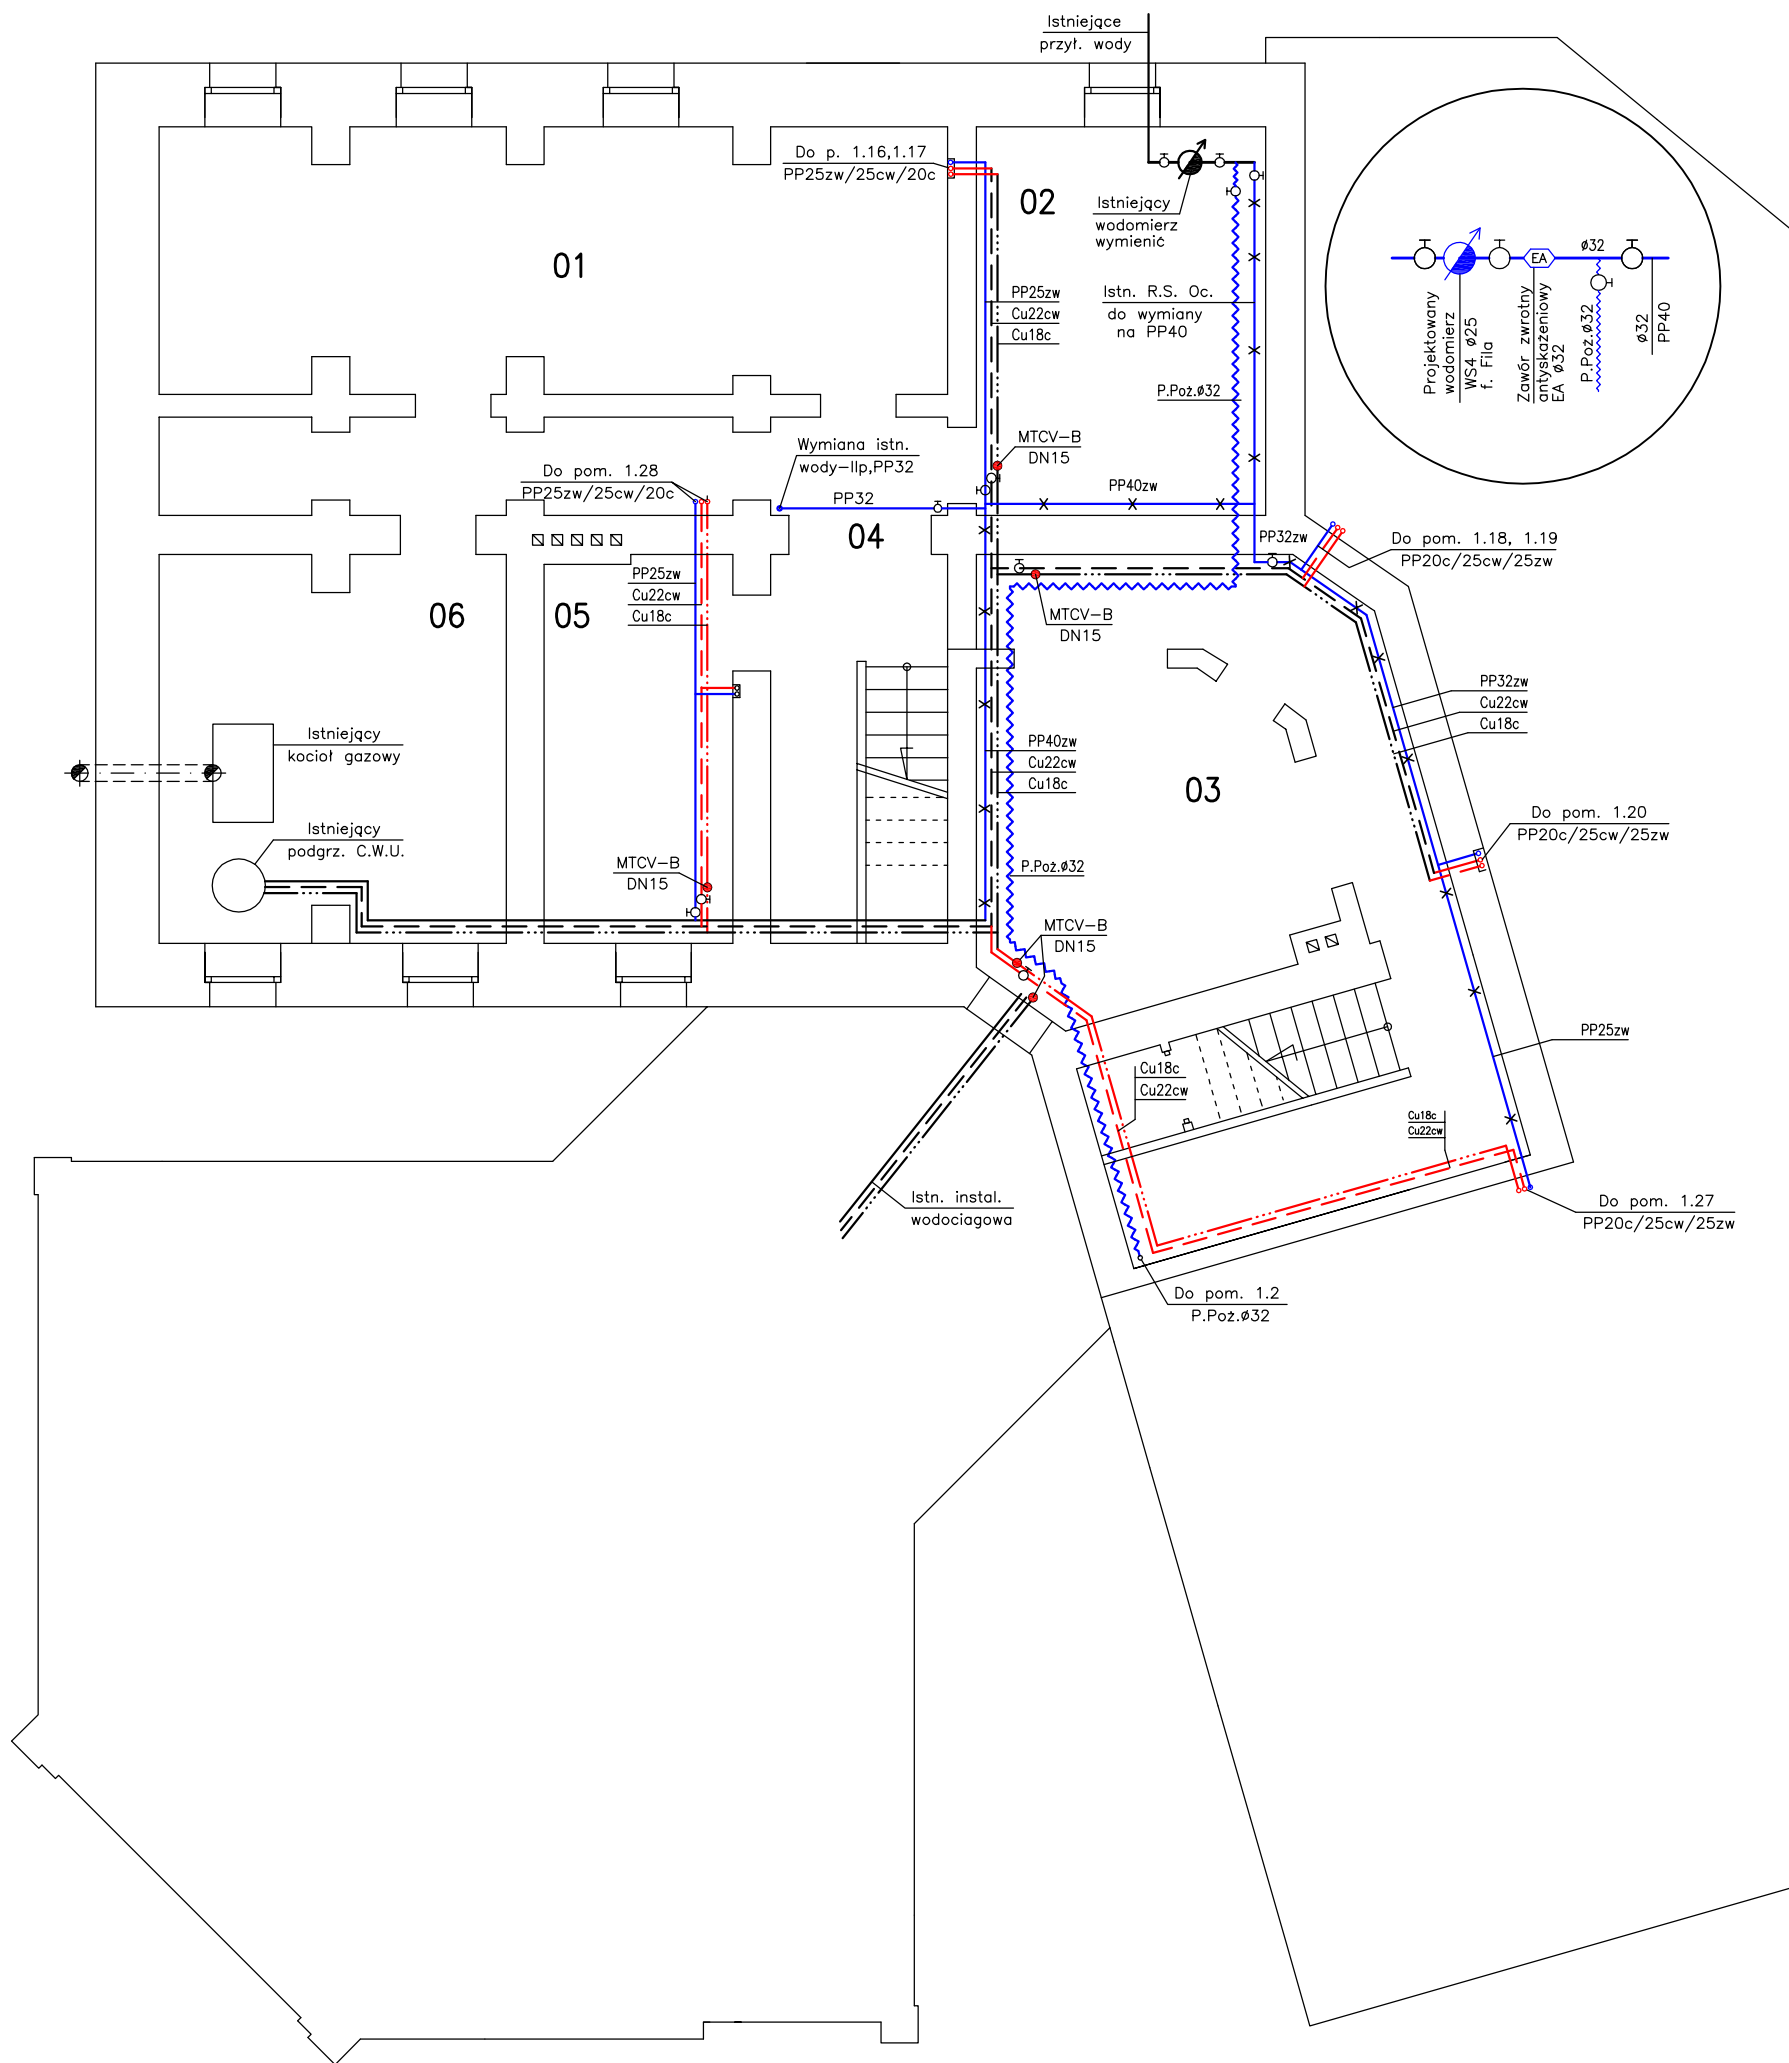 Istniejące
przył. wody
Do p. 1.16,1.17
PP25zw/25cw/20c
02
Istniejący
wodomierz
wymienić
01
ø32
EA
Projektowany
wodomierz
WS4 ø25
f. Fila
Zawór zwrotny
antyskażeniowy
EA ø32
P.Poż.ø32
ø32
PP40
PP25zw
Cu22cw
Cu18c
Istn. R.S. Oc.
do wymiany
na PP40
P.Poż.ø32
MTCV-B
DN15
Wymiana istn.
wody-IIp,PP32
Do pom. 1.28
PP25zw/25cw/20c
PP32
PP40zw
04
PP32zw
Do pom. 1.18, 1.19
PP20c/25cw/25zw
PP25zw
Cu22cw
Cu18c
06
05
MTCV-B
DN15
PP32zw
Cu22cw
Cu18c
Istniejący
kocioł gazowy
PP40zw
Cu22cw
Cu18c
03
Do pom. 1.20
PP20c/25cw/25zw
Istniejący
podgrz. C.W.U.
MTCV-B
DN15
P.Poż.ø32
MTCV-B
DN15
PP25zw
Cu18c
Cu22cw
Cu18c
Cu22cw
Istn. instal.
wodociagowa
Do pom. 1.27
PP20c/25cw/25zw
Do pom. 1.2
P.Poż.ø32